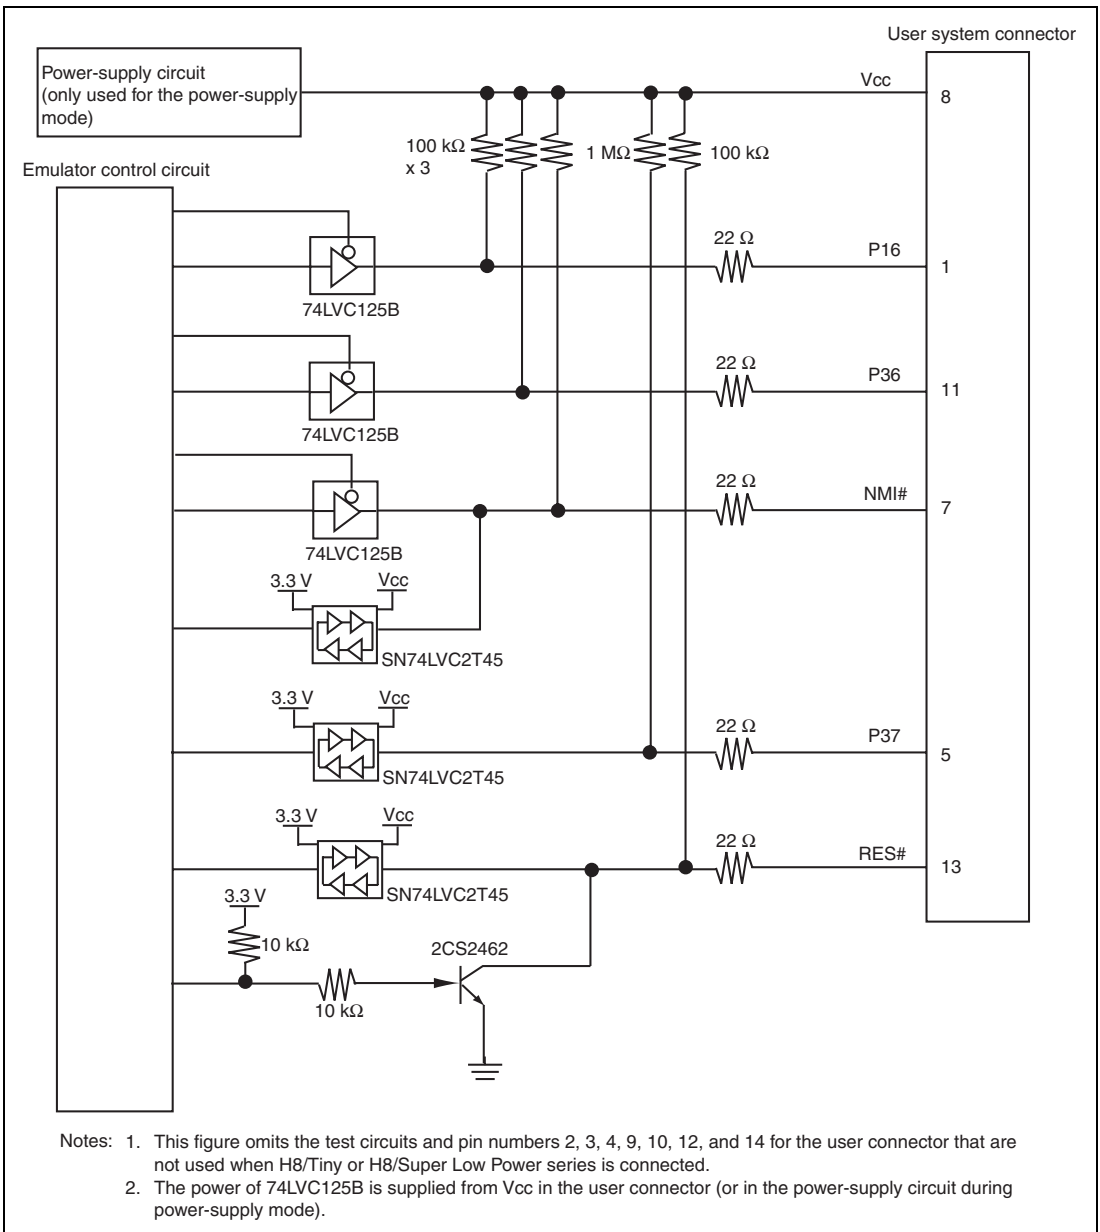 User system connector
Power-supply circuit
(only used for the power-supply
mode)
Vcc
8
100 kΩ
x 3
1 MΩ
100 kΩ
Emulator control circuit
22 Ω
P16
1
74LVC125B
22 Ω
P36
11
74LVC125B
22 Ω
NMI#
7
74LVC125B
3.3 V
Vcc
SN74LVC2T45
3.3 V
Vcc
22 Ω
P37
5
SN74LVC2T45
3.3 V
Vcc
22 Ω
RES#
13
SN74LVC2T45
3.3 V
10 kΩ
2CS2462
10 kΩ
Notes: 1. This figure omits the test circuits and pin numbers 2, 3, 4, 9, 10, 12, and 14 for the user connector that are
not used when H8/Tiny or H8/Super Low Power series is connected.
2. The power of 74LVC125B is supplied from Vcc in the user connector (or in the power-supply circuit during
power-supply mode).